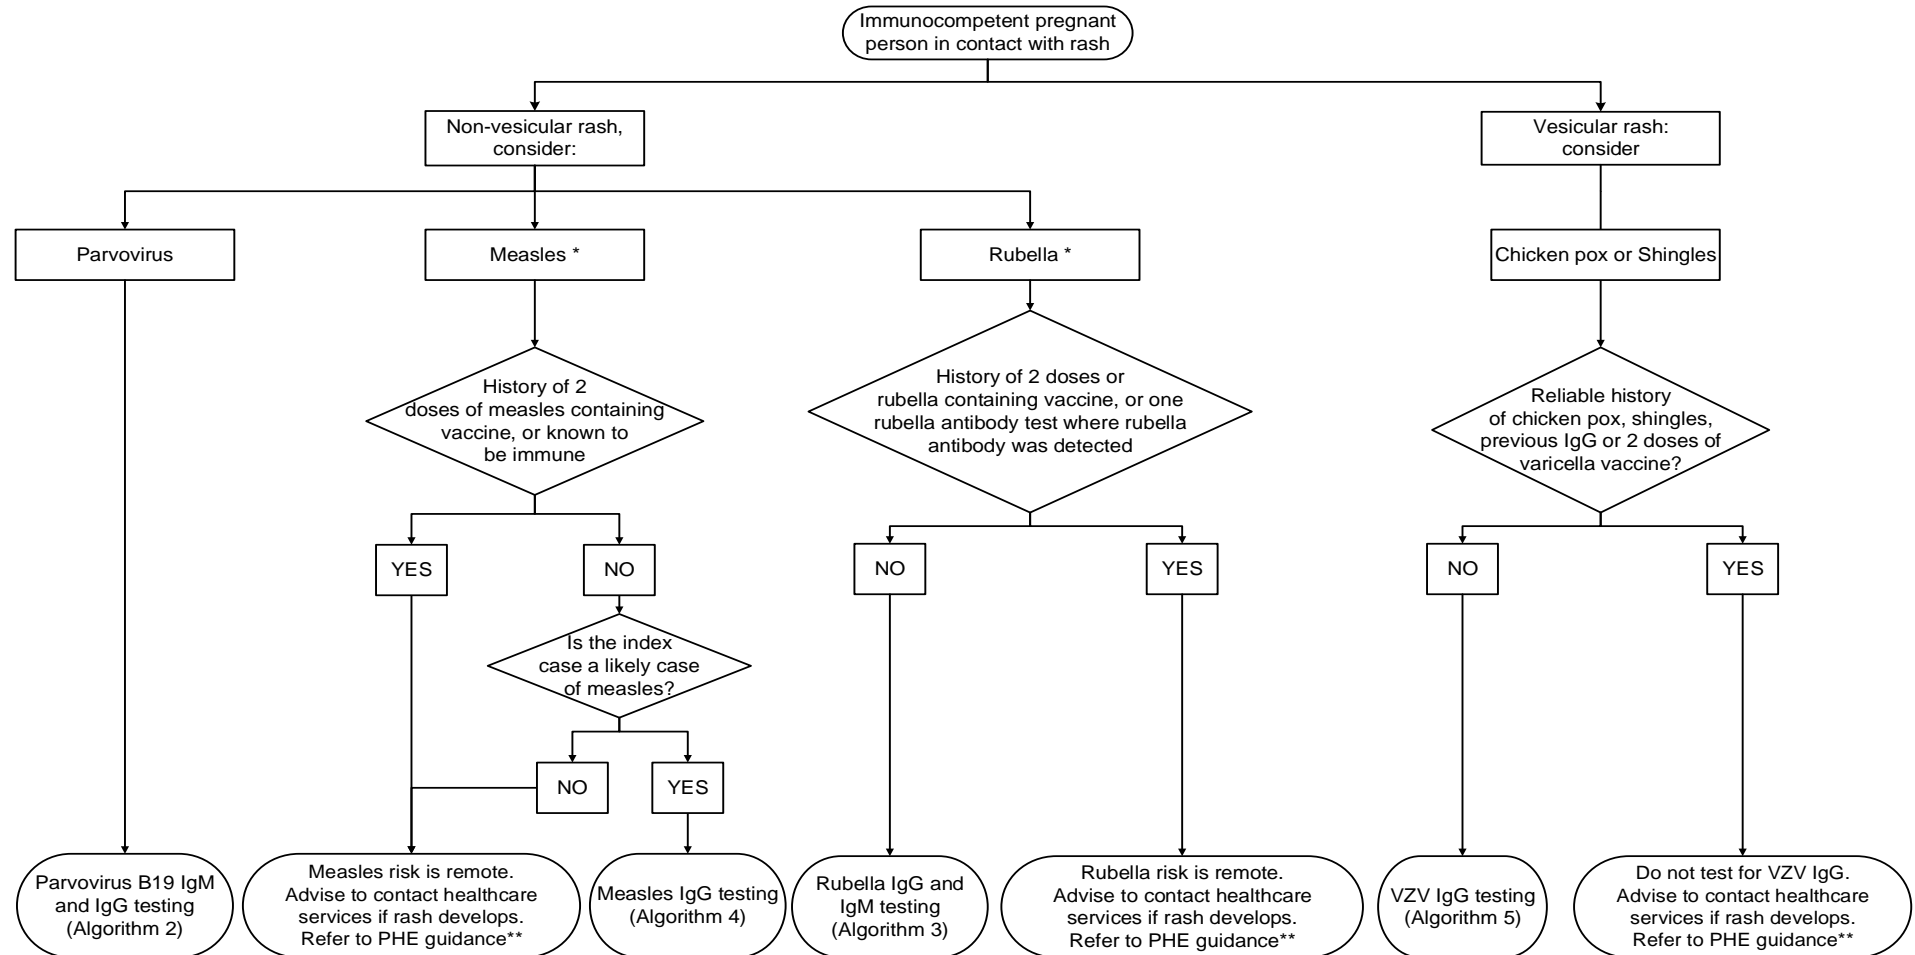 Immunocompetent pregnant
person in contact with rash
Non-vesicular rash,
consider:
Vesicular rash:
consider
Parvovirus
Measles *
Rubella *
Chicken pox or Shingles
History of 2
doses of measles containing
vaccine, or known to
be immune
History of 2 doses or
rubella containing vaccine, or one
rubella antibody test where rubella
antibody was detected
Reliable history
of chicken pox, shingles,
previous IgG or 2 doses of
varicella vaccine?
YES
NO
NO
YES
NO
YES
Is the index
case a likely case
of measles?
NO
YES
Parvovirus B19 IgM
and IgG testing
(Algorithm 2)
Measles risk is remote.
Advise to contact healthcare
services if rash develops.
Refer to PHE guidance**
Measles IgG testing
(Algorithm 4)
Rubella IgG and
IgM testing
(Algorithm 3)
Rubella risk is remote.
Advise to contact healthcare
services if rash develops.
Refer to PHE guidance**
VZV IgG testing
(Algorithm 5)
Do not test for VZV IgG.
Advise to contact healthcare
services if rash develops.
Refer to PHE guidance**